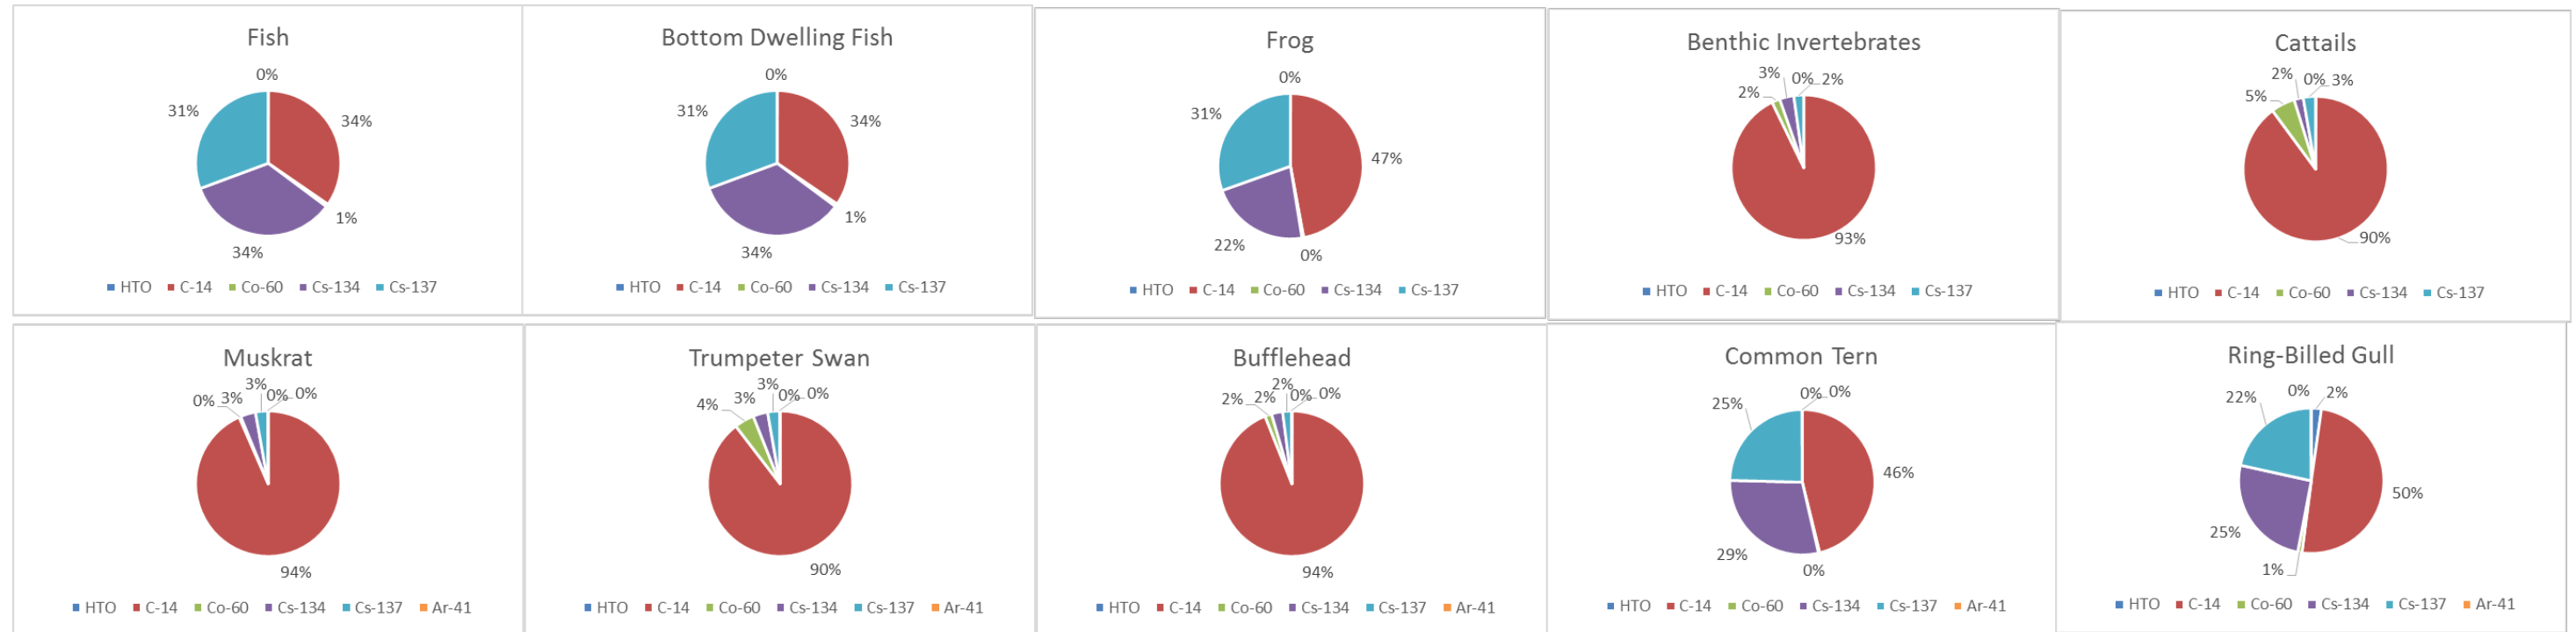 Fish
0%
31%
34%
1%
34%
HTO C-14 Co-60 Cs-134 Cs-137
Bottom Dwelling Fish
0%
31%
34%
1%
34%
HTO C-14 Co-60 Cs-134 Cs-137
Frog
0%
31%
47%
22%
0%
HTO C-14 Co-60 Cs-134 Cs-137
Benthic Invertebrates
3% 0% 2%
2%
93%
HTO C-14 Co-60 Cs-134 Cs-137
Cattails
2% 0% 3%
5%
90%
HTO C-14 Co-60 Cs-134 Cs-137
Muskrat
3%
0% 3% 0% 0%
94%
HTO C-14 Co-60 Cs-134 Cs-137 Ar-41
Trumpeter Swan
3%
4% 3% 0% 0%
90%
HTO C-14 Co-60 Cs-134 Cs-137 Ar-41
Bufflehead
2%
2% 2% 0% 0%
94%
HTO C-14 Co-60 Cs-134 Cs-137 Ar-41
Common Tern
0% 0%
25%
46%
29%
0%
HTO C-14 Co-60 Cs-134 Cs-137 Ar-41
Ring-Billed Gull
0% 2%
22%
50%
25%
1%
HTO C-14 Co-60 Cs-134 Cs-137 Ar-41